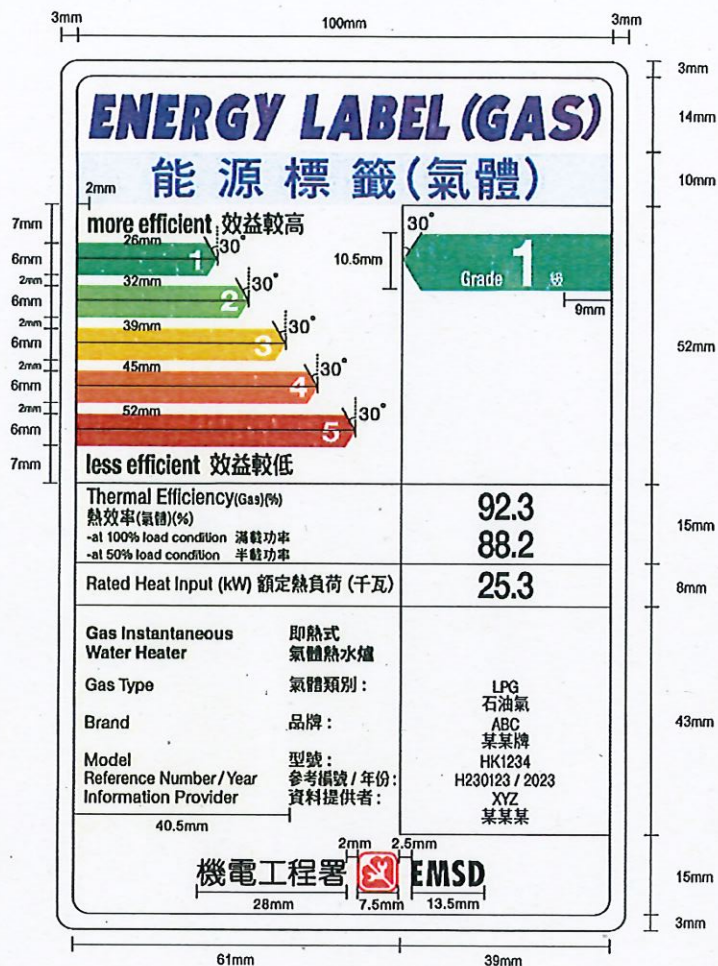 3mm 100mm 3mm
3mm
ENERGY LABEL (GAS)
14mm
能源標籤(氣體)
10mm
2mm
7mm more efficient 效益較高 30°
26mm 30°
6mm 1 10.5mm Grade 1 級
2mm 32mm 30° 9mm
6mm 2
2mm 39mm 30°
6mm 3 52mm
2mm 45mm 30°
6mm 4
2mm 52mm 30°
6mm 5
7mm less efficient 效益較低
Thermal Efficiency(Gas)(%) 92.3
熱效率(氣體)(%) 15mm
-at 100% load condition 滿載功率 88.2
-at 50% load condition 半載功率
Rated Heat Input (kW) 額定熱負荷 (千瓦) 25.3 8mm
Gas Instantaneous 即熱式
Water Heater 氣體熱水爐
Gas Type 氣體類別： LPG
石油氣
Brand 品牌： ABC 43mm
某某牌
Model 型號： HK1234
Reference Number/Year 參考編號/年份： H230123 / 2023
Information Provider 資料提供者： XYZ
某某某
40.5mm
2mm 2.5mm
機電工程署 EMSD 15mm
28mm 7.5mm 13.5mm
3mm
61mm 39mm